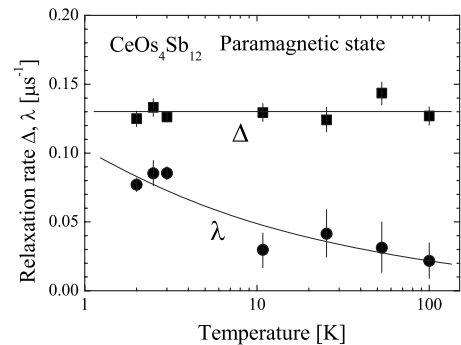 0.20
CeOs₄Sb₁₂ Paramagnetic state
0.15
0.10
0.05
0.00
Δ
λ
1 10 100
Relaxation rate Δ, λ [μs⁻¹]
Temperature [K]